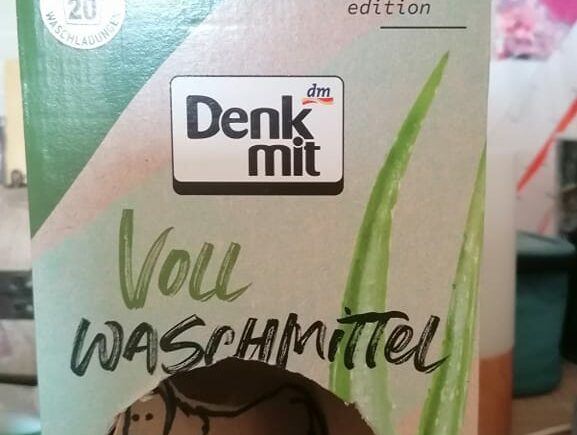 20
WASCHLADUNGEN
edition
dm
Denk
mit
Voll
WASCHMITTEL